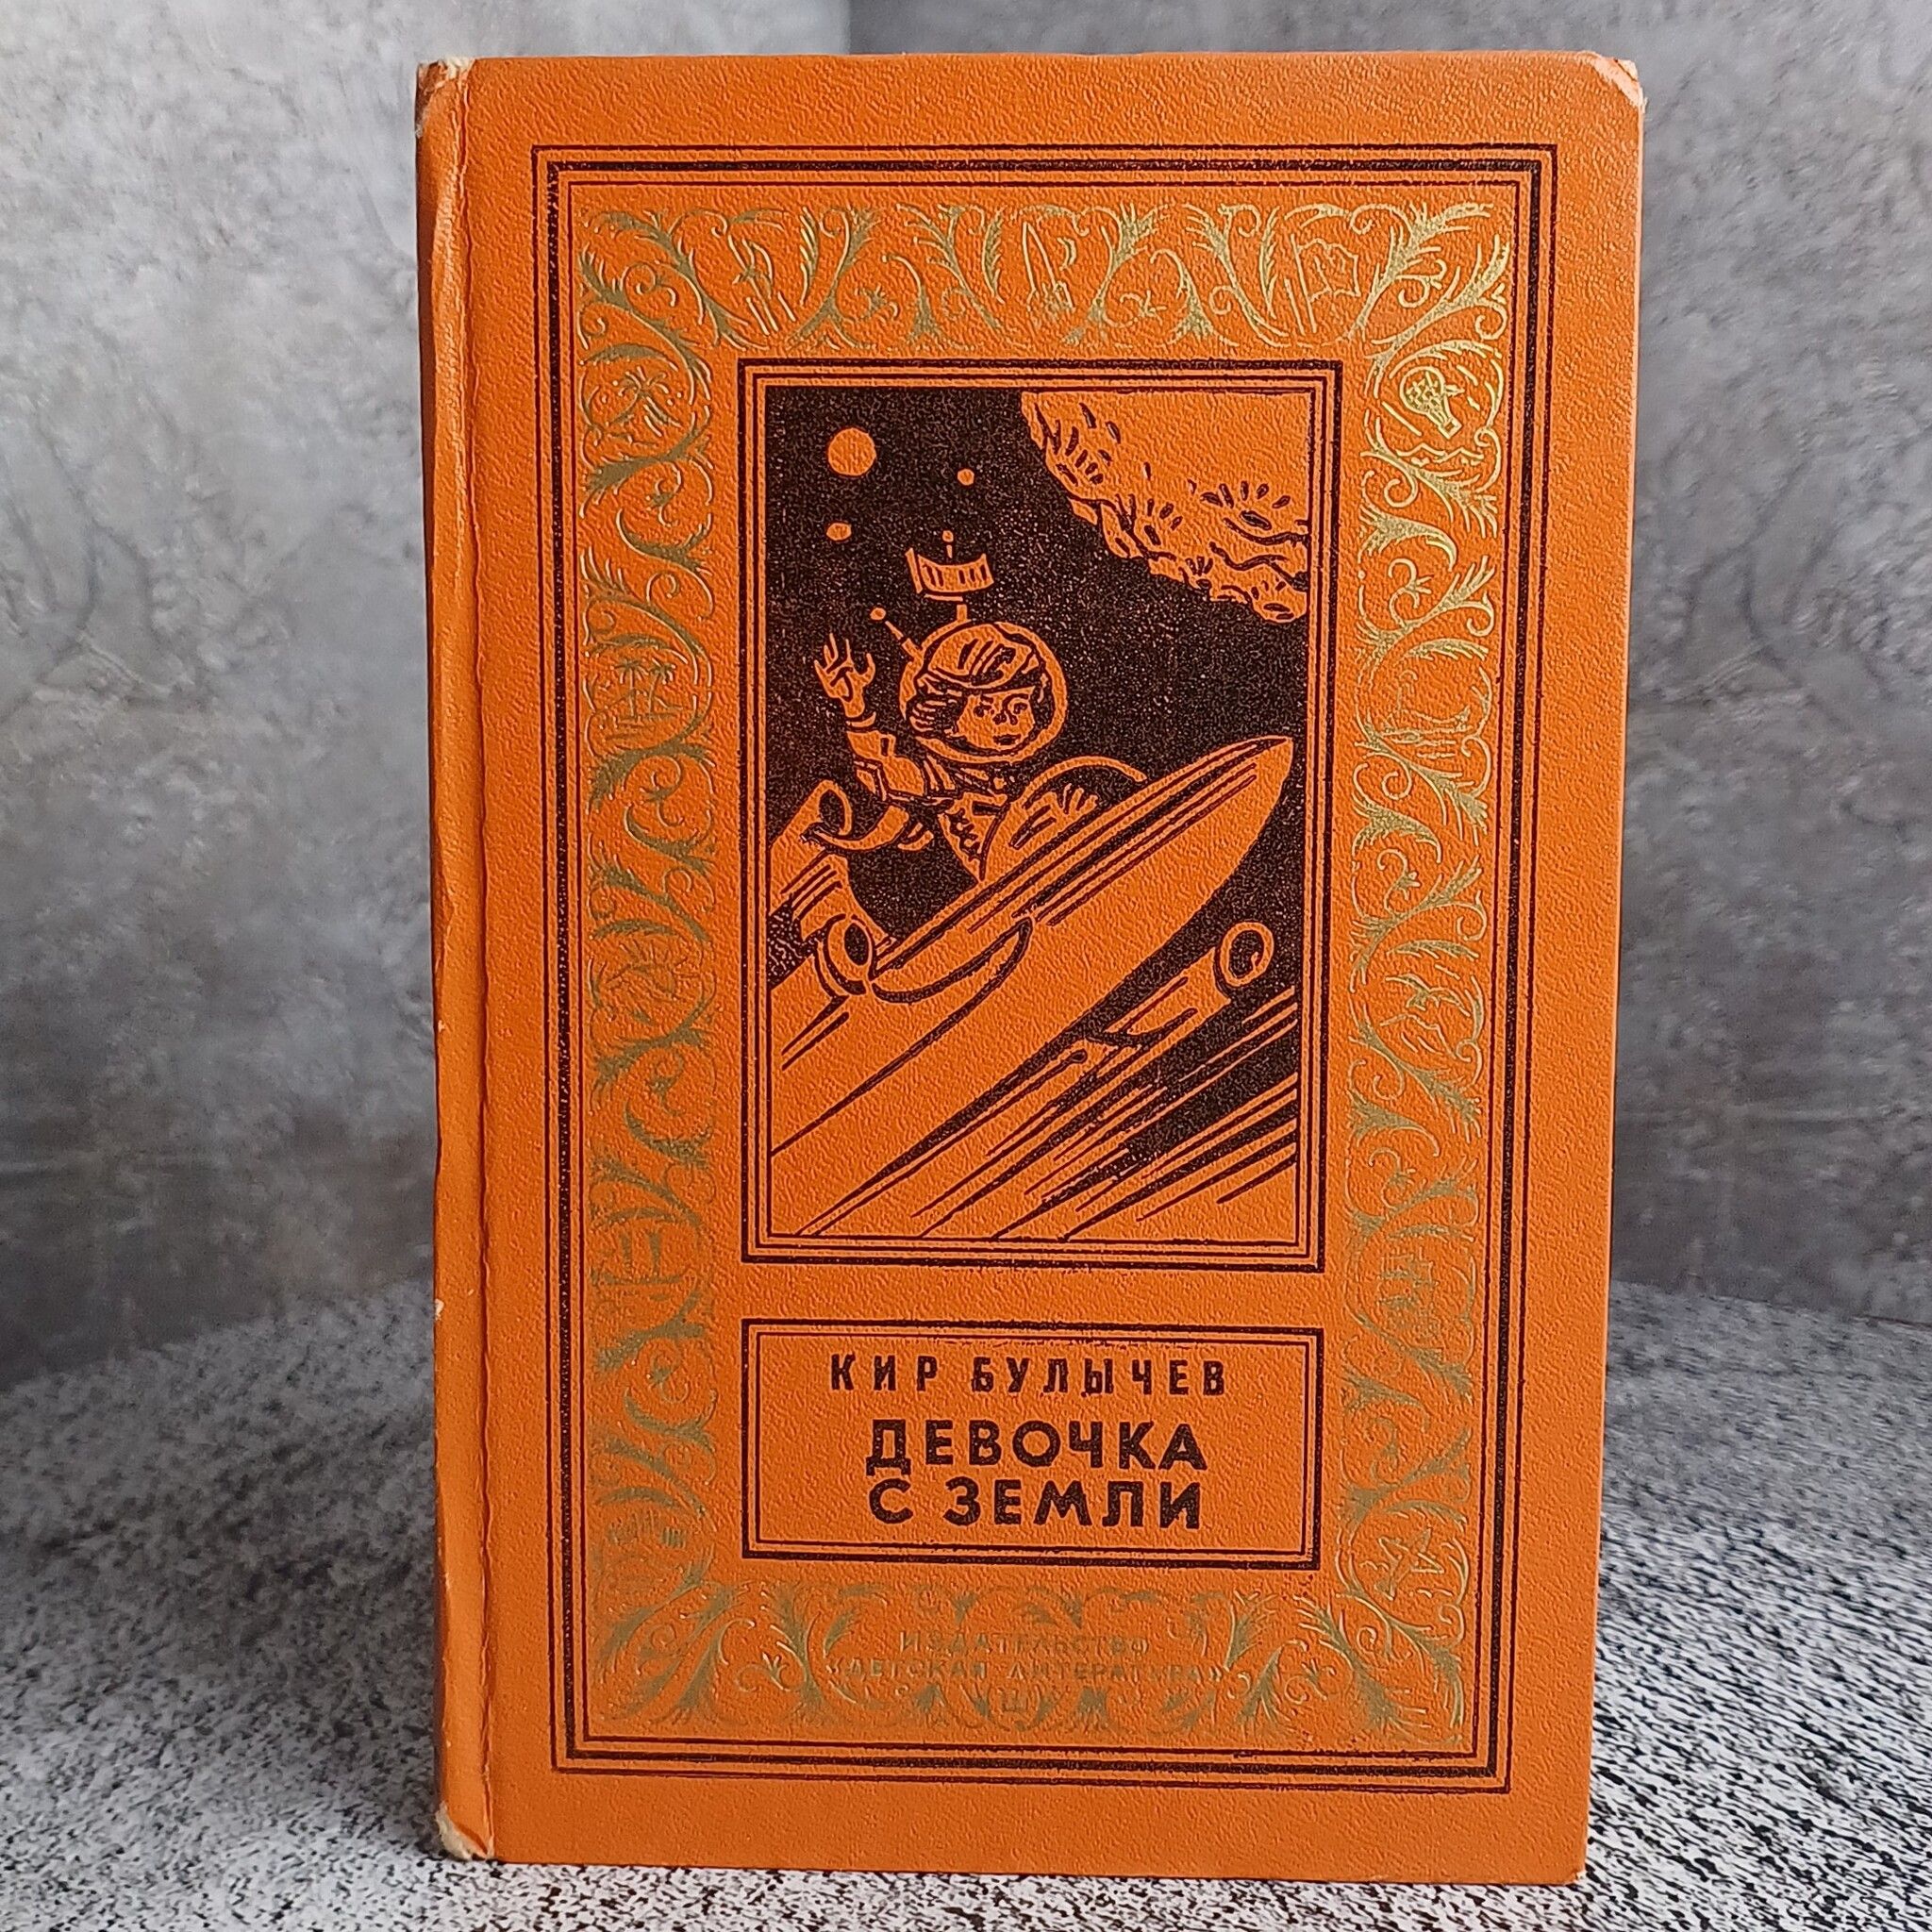 КИР БУЛЫЧЕВ
ДЕВОЧКА
С ЗЕМЛИ
ИЗДАТЕЛЬСТВО
«ДЕТСКАЯ ЛИТЕРАТУРА»